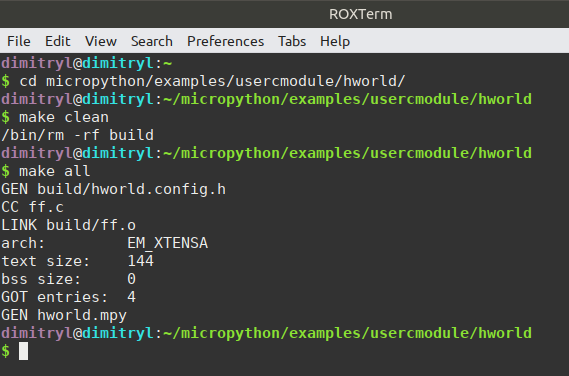 ROXTerm
File Edit View Search Preferences Tabs Help
dimitryl@dimitryl:~
$ cd micropython/examples/usercmodule/hworld/
dimitryl@dimitryl:~/micropython/examples/usercmodule/hworld
$ make clean
/bin/rm -rf build
dimitryl@dimitryl:~/micropython/examples/usercmodule/hworld
$ make all
GEN build/hworld.config.h
CC ff.c
LINK build/ff.o
arch:         EM_XTENSA
text size:    144
bss size:     0
GOT entries:  4
GEN hworld.mpy
dimitryl@dimitryl:~/micropython/examples/usercmodule/hworld
$